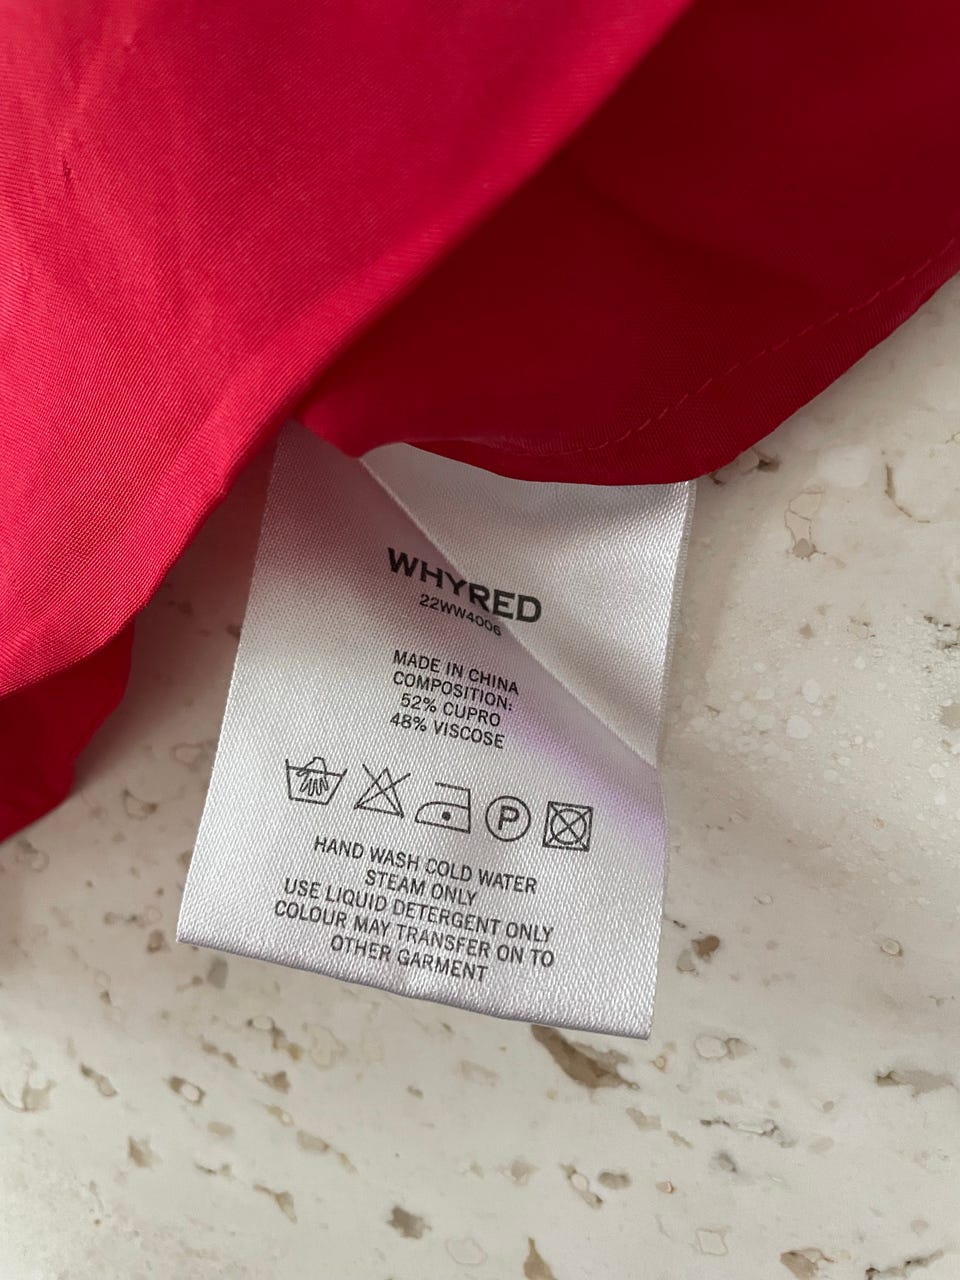 WHYRED
22WW4006
MADE IN CHINA
COMPOSITION:
52% CUPRO
48% VISCOSE
P
HAND WASH COLD WATER
STEAM ONLY
USE LIQUID DETERGENT ONLY
COLOUR MAY TRANSFER ON TO
OTHER GARMENT